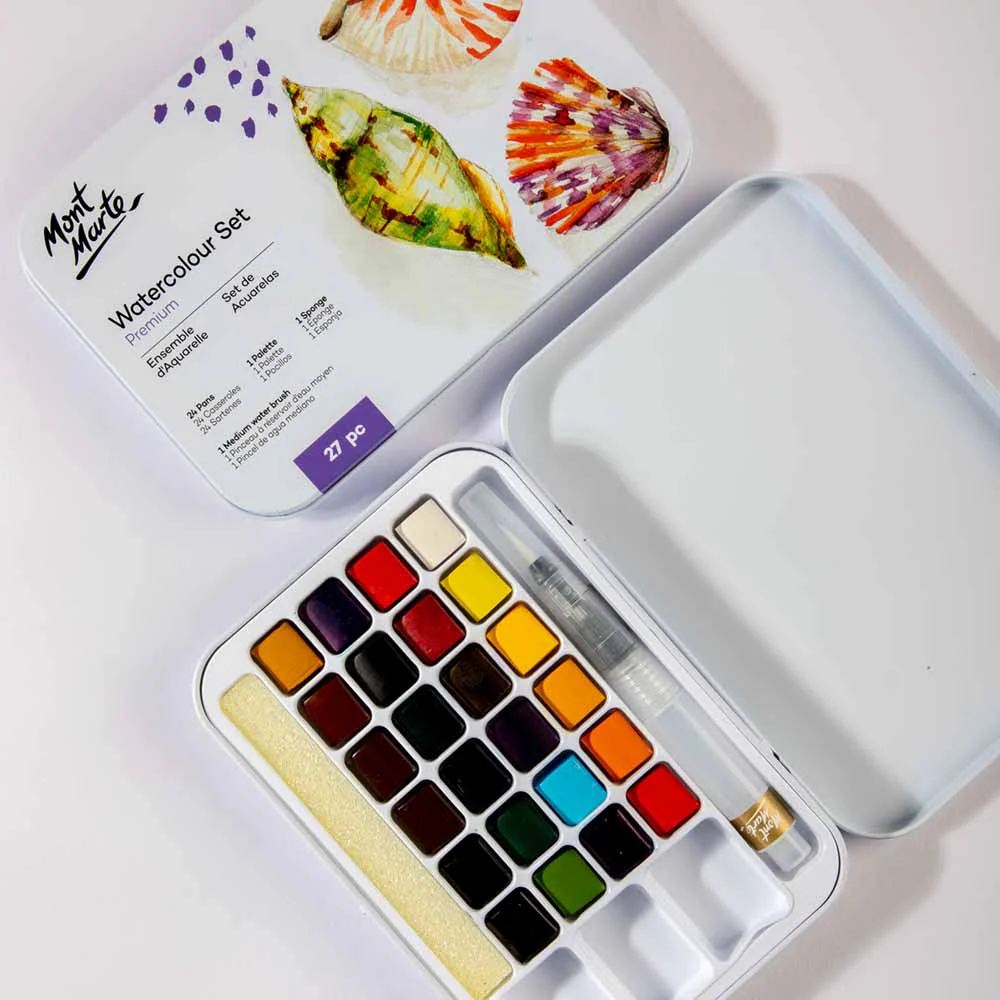 Mont
Marte
Watercolour Set
Premium
Ensemble
d'Aquarelle
Set de
Acuarelas
24 Pans
24 Casseroles
24 Sartenes
1 Palette
1 Palette
1 Pocillos
1 Sponge
1 Éponge
1 Esponja
1 Medium water brush
1 Pinceau à réservoir d'eau moyen
1 Pincel de agua mediano
27 pc
Mont
Marte